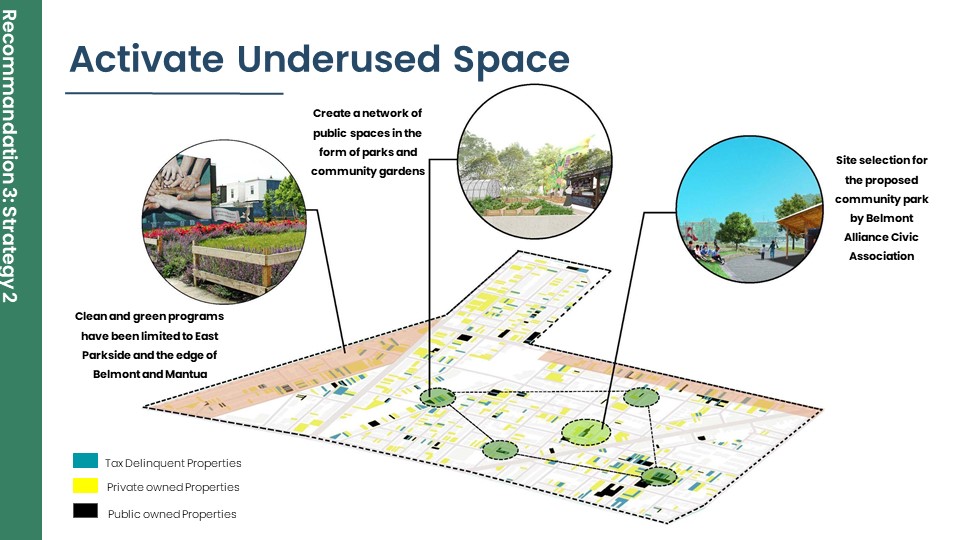 Recommandation 3: Strategy 2
Activate Underused Space
Create a network of
public spaces in the
form of parks and
community gardens
Site selection for
the proposed
community park
by Belmont
Alliance Civic
Association
Clean and green programs
have been limited to East
Parkside and the edge of
Belmont and Mantua
Tax Delinquent Properties
Private owned Properties
Public owned Properties